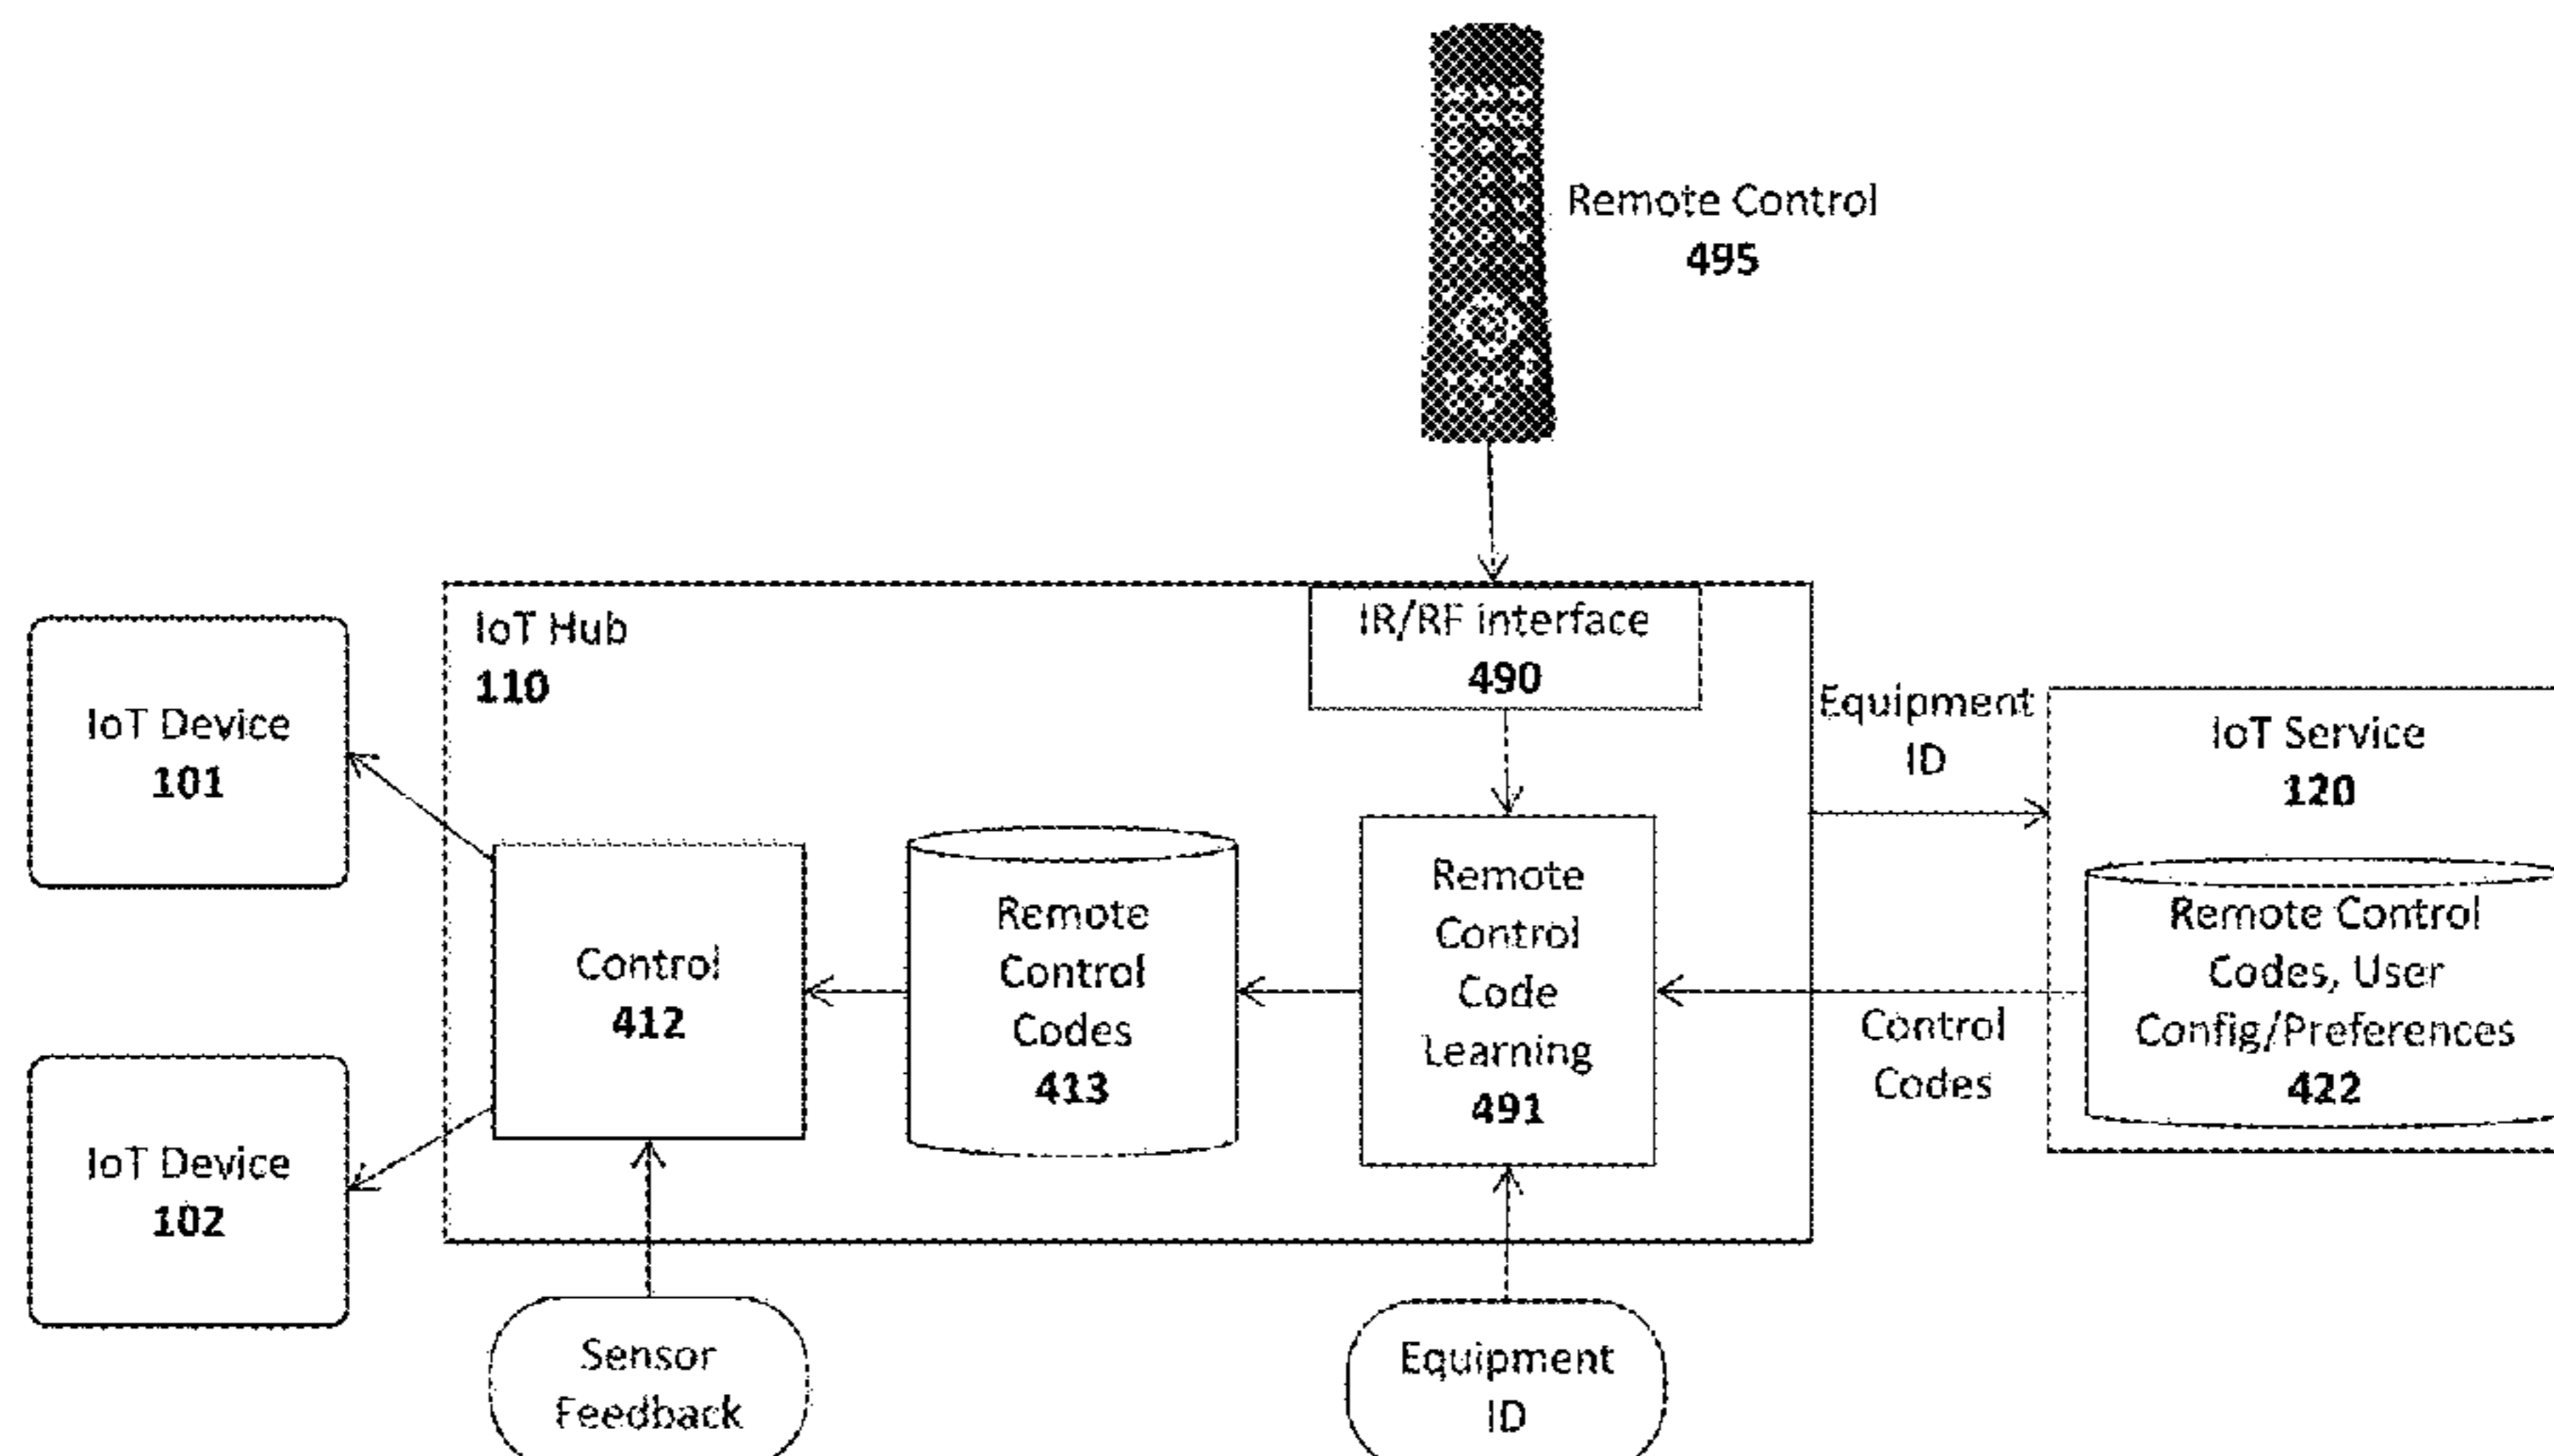 Remote Control
495
IoT Hub
110
IR/RF interface
490
IoT Device
101
Equipment
ID
IoT Service
120
Control
412
Remote
Control
Codes
413
Remote
Control
Code
Learning
491
Control
Codes
Remote Control
Codes, User
Config/Preferences
422
IoT Device
102
Sensor
Feedback
Equipment
ID